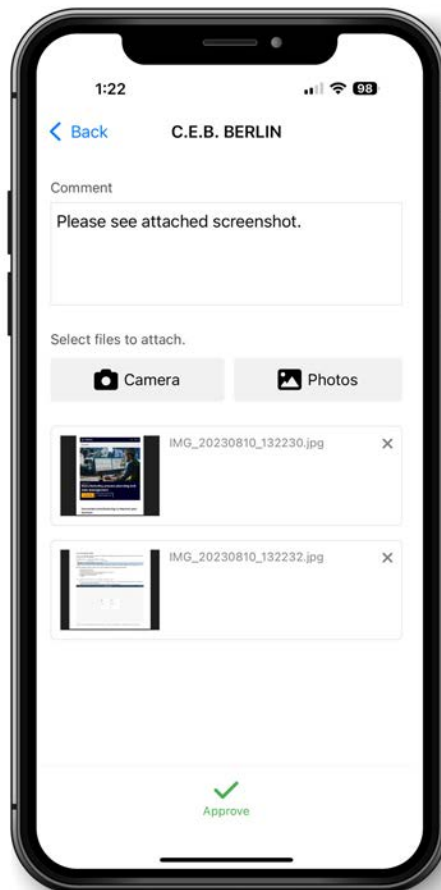 1:22
98
Back
C.E.B. BERLIN
Comment
Please see attached screenshot.
Select files to attach.
Camera
Photos
IMG_20230810_132230.jpg
IMG_20230810_132232.jpg
Approve